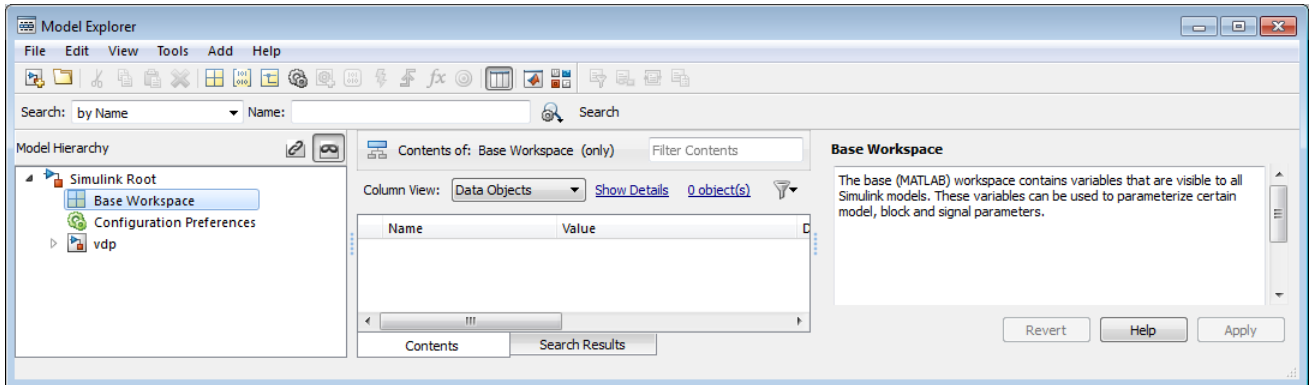 Model Explorer
File Edit View Tools Add Help
fx
Search: by Name Name: Search
Model Hierarchy
Simulink Root
Base Workspace
Configuration Preferences
vdp
Contents of: Base Workspace (only) Filter Contents
Column View: Data Objects Show Details 0 object(s)
Name Value D
Contents Search Results
Base Workspace
The base (MATLAB) workspace contains variables that are visible to all
Simulink models. These variables can be used to parameterize certain
model, block and signal parameters.
Revert Help Apply